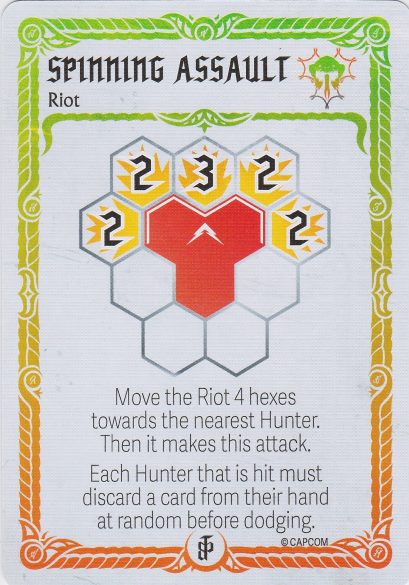 SPINNING ASSAULT
Riot
2 3 2
2 2
Move the Riot 4 hexes
towards the nearest Hunter.
Then it makes this attack.
Each Hunter that is hit must
discard a card from their hand
at random before dodging.
© CAPCOM